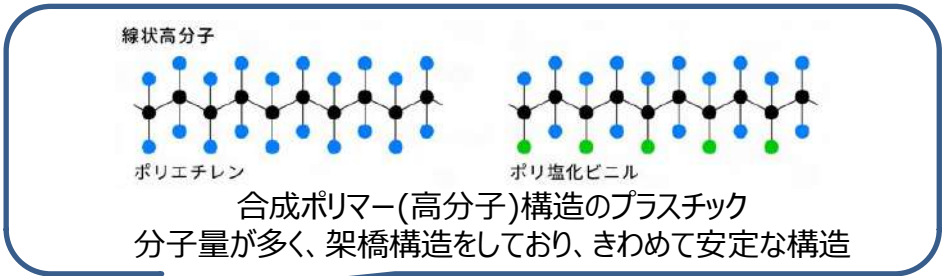 線状高分子
ポリエチレン
ポリ塩化ビニル
合成ポリマー(高分子)構造のプラスチック
分子量が多く、架橋構造をしており、きわめて安定な構造